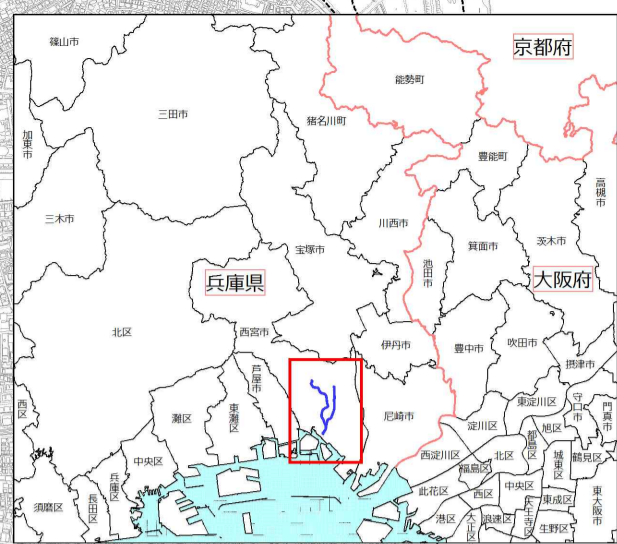 篠山市
京都府
能勢町
三田市
猪名川町
加東市
豊能町
高槻市
三木市
川西市
茨木市
箕面市
宝塚市
池田市
兵庫県
大阪府
北区
西宮市
伊丹市
豊中市
吹田市
摂津市
芦屋市
西区
灘区
東灘区
尼崎市
東淀川区
守口市
門真市
淀川区
都島区
旭区
中央区
西淀川区
北区
城東区
鶴見区
福島区
兵庫区
此花区
西区
中央区
東成区
東大阪市
須磨区
長田区
港区
大正区
浪速区
天王寺区
生野区